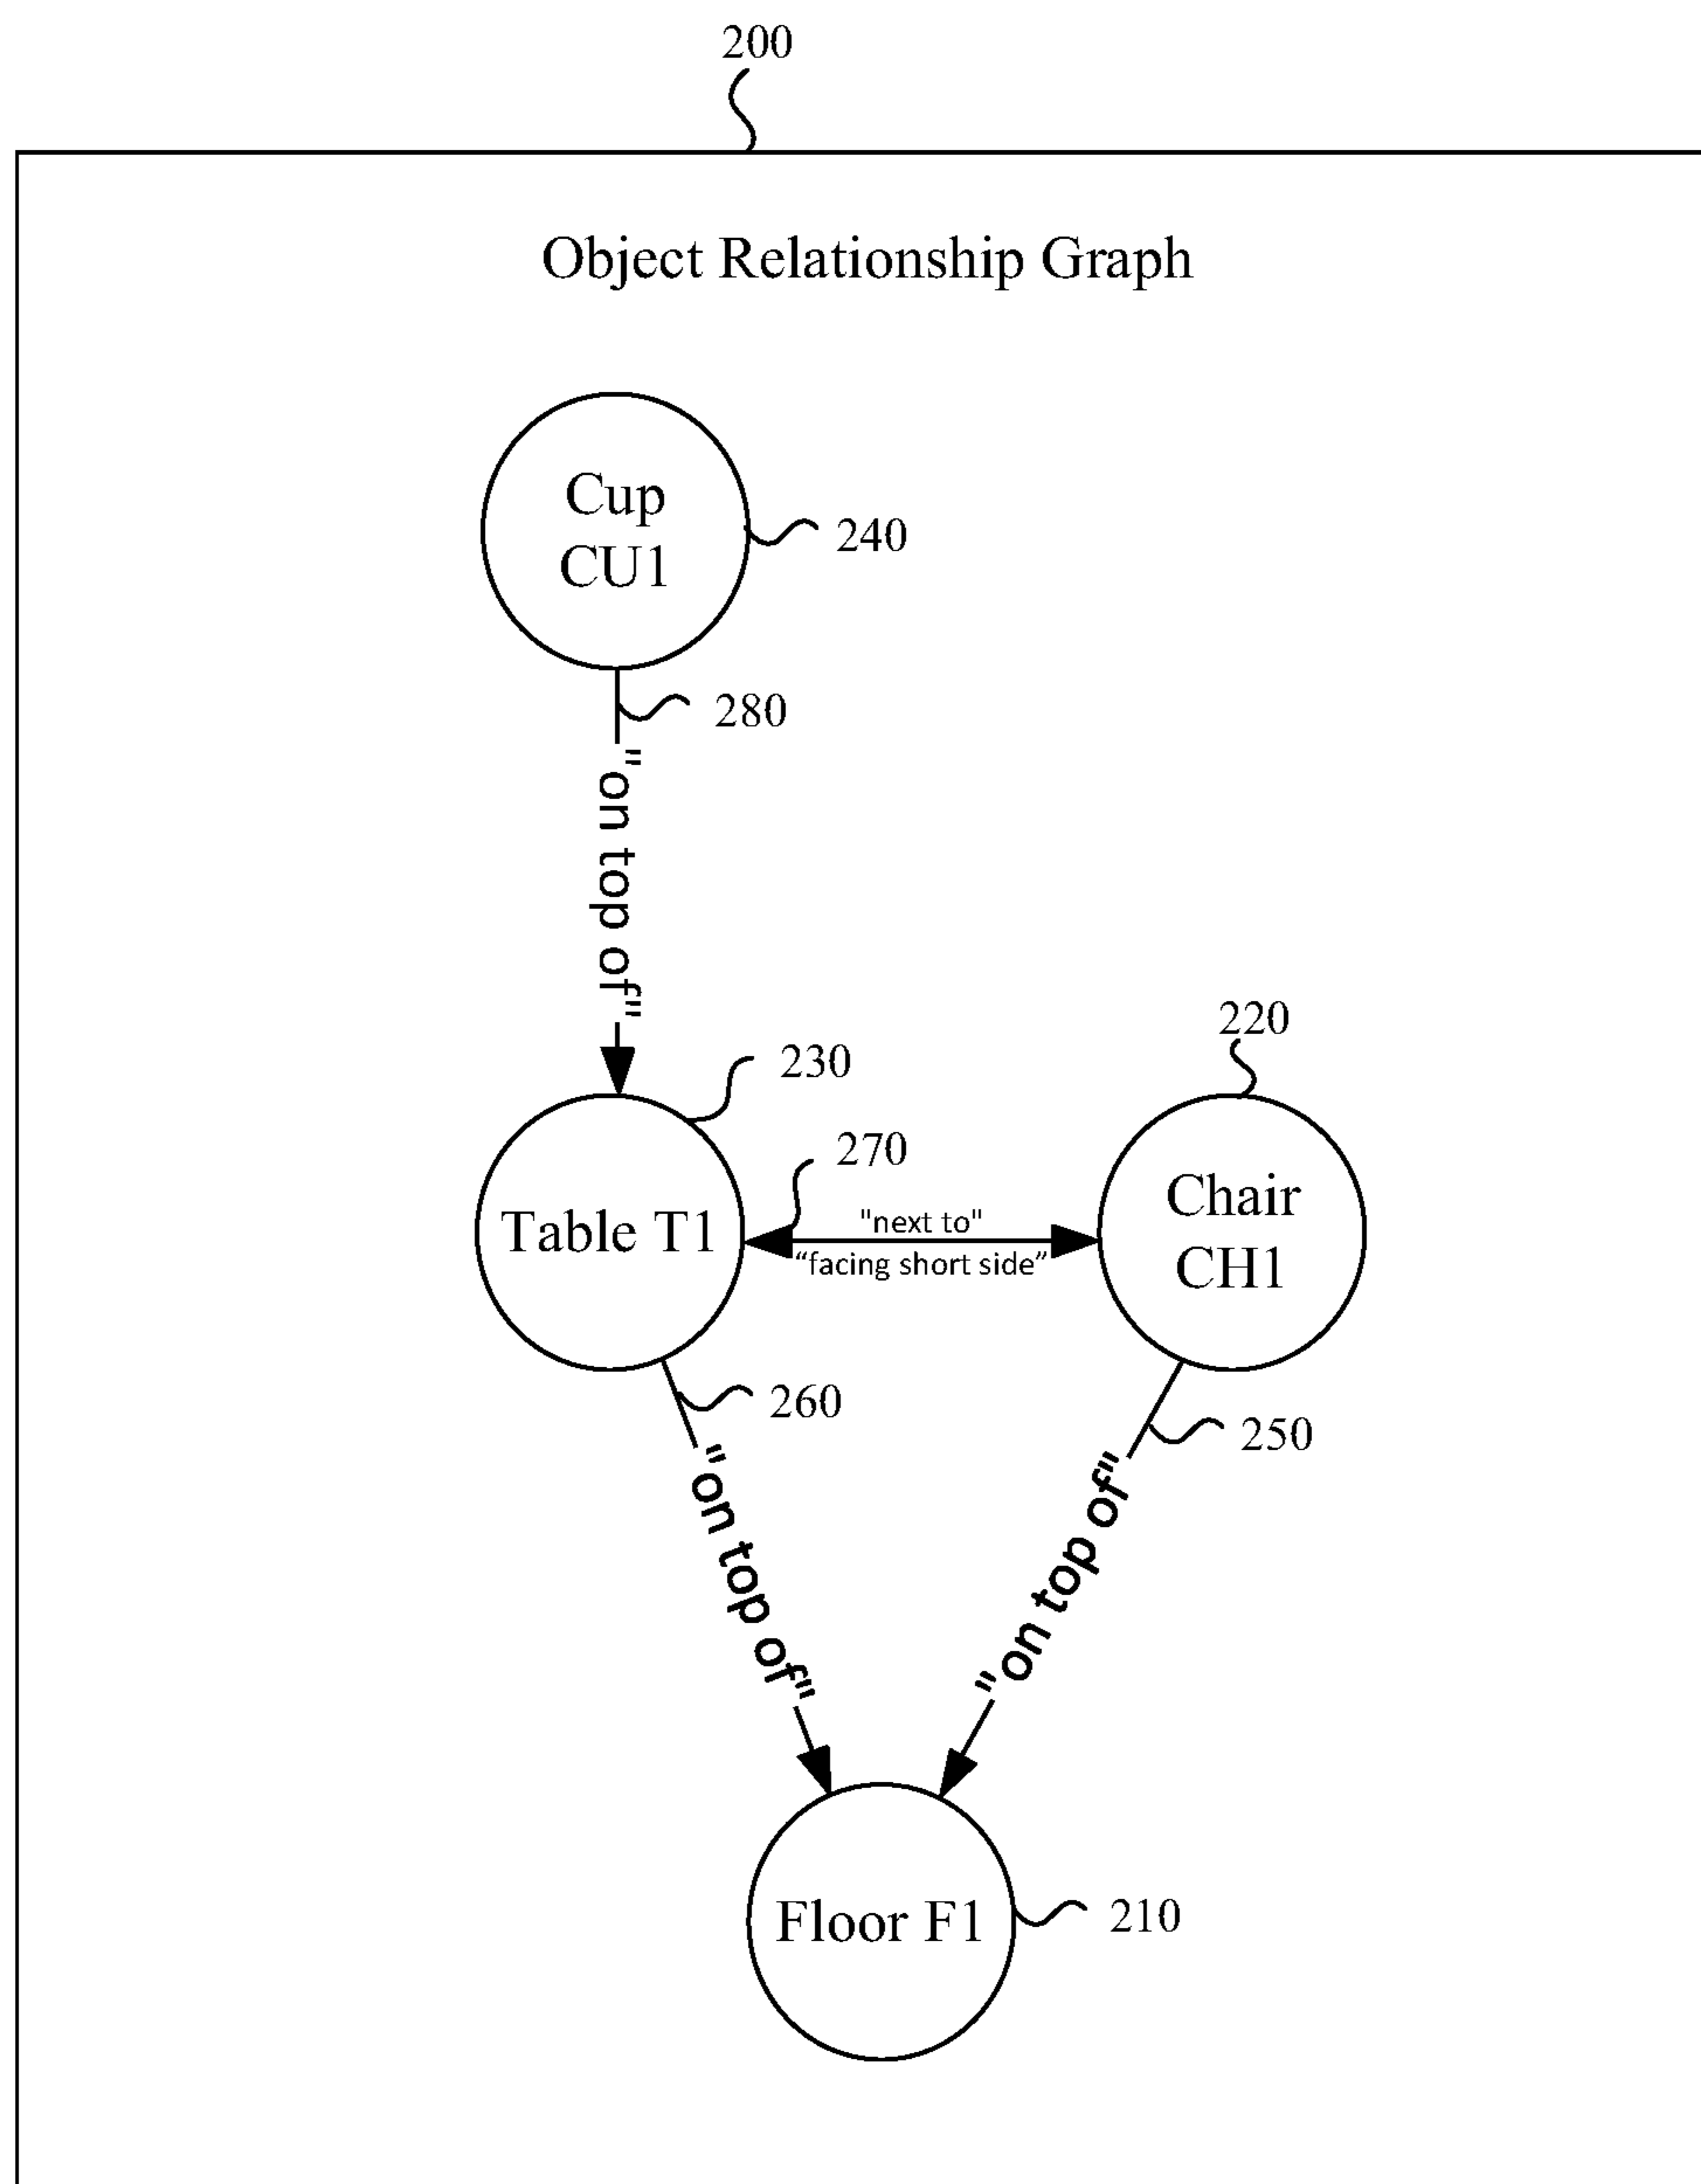 200
Object Relationship Graph
Cup
CU1
240
280
"on top of"
230
220
270
Table T1
"next to"
“facing short side”
Chair
CH1
260
250
"on top of"
"on top of"
Floor F1
210